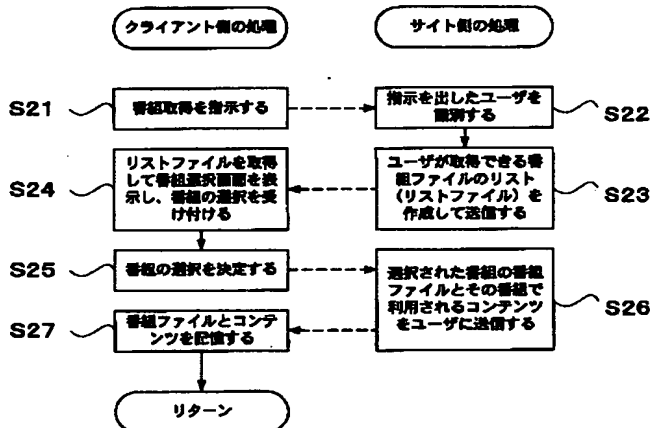 クライアント側の処理
サイト側の処理
S21
番組取得を指示する
指示を出したユーザを
識別する
S22
S24
リストファイルを取得
して番組選択画面を表
示し、番組の選択を受
け付ける
ユーザが取得できる番
組ファイルのリスト
（リストファイル）を
作成して送信する
S23
S25
番組の選択を決定する
選択された番組の番組
ファイルとその番組で
利用されるコンテンツ
をユーザに送信する
S26
S27
番組ファイルとコンテ
ンツを記憶する
リターン